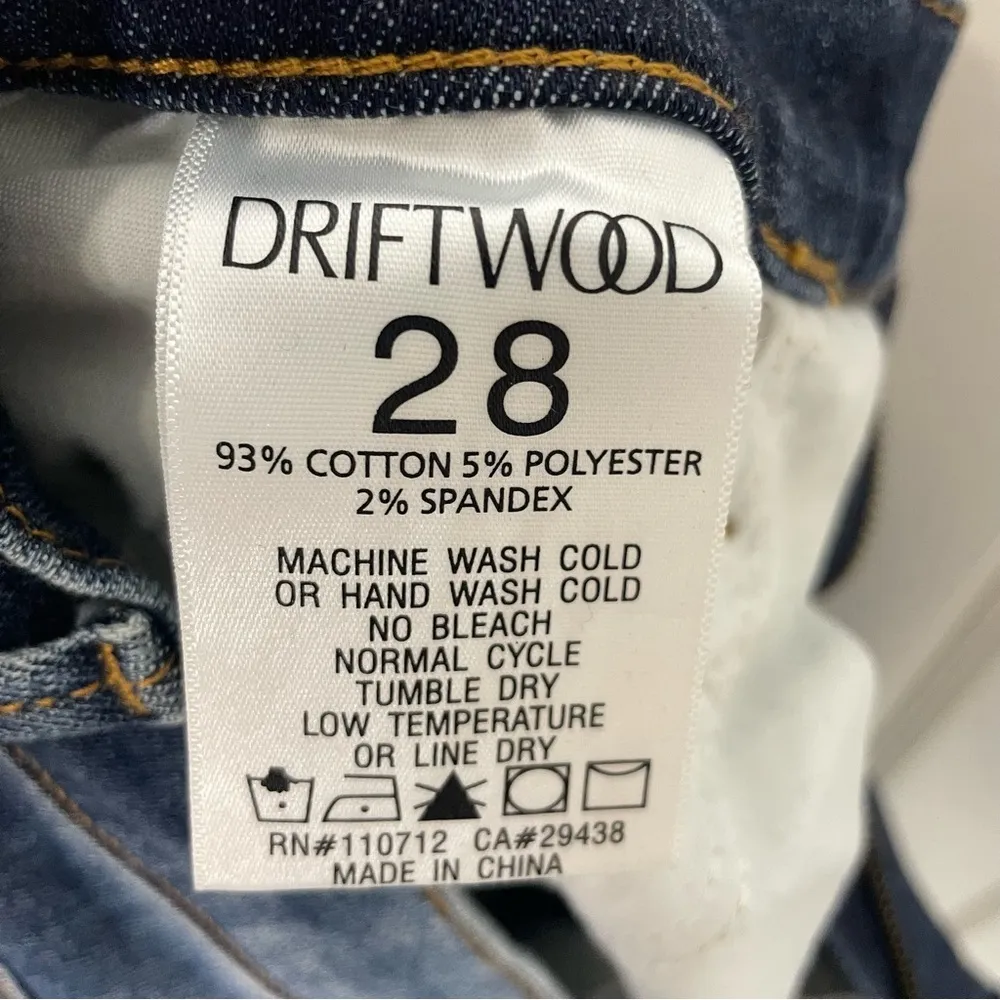 DRIFTWOOD
28
93% COTTON 5% POLYESTER
2% SPANDEX
MACHINE WASH COLD
OR HAND WASH COLD
NO BLEACH
NORMAL CYCLE
TUMBLE DRY
LOW TEMPERATURE
OR LINE DRY
RN#110712 CA#29438
MADE IN CHINA